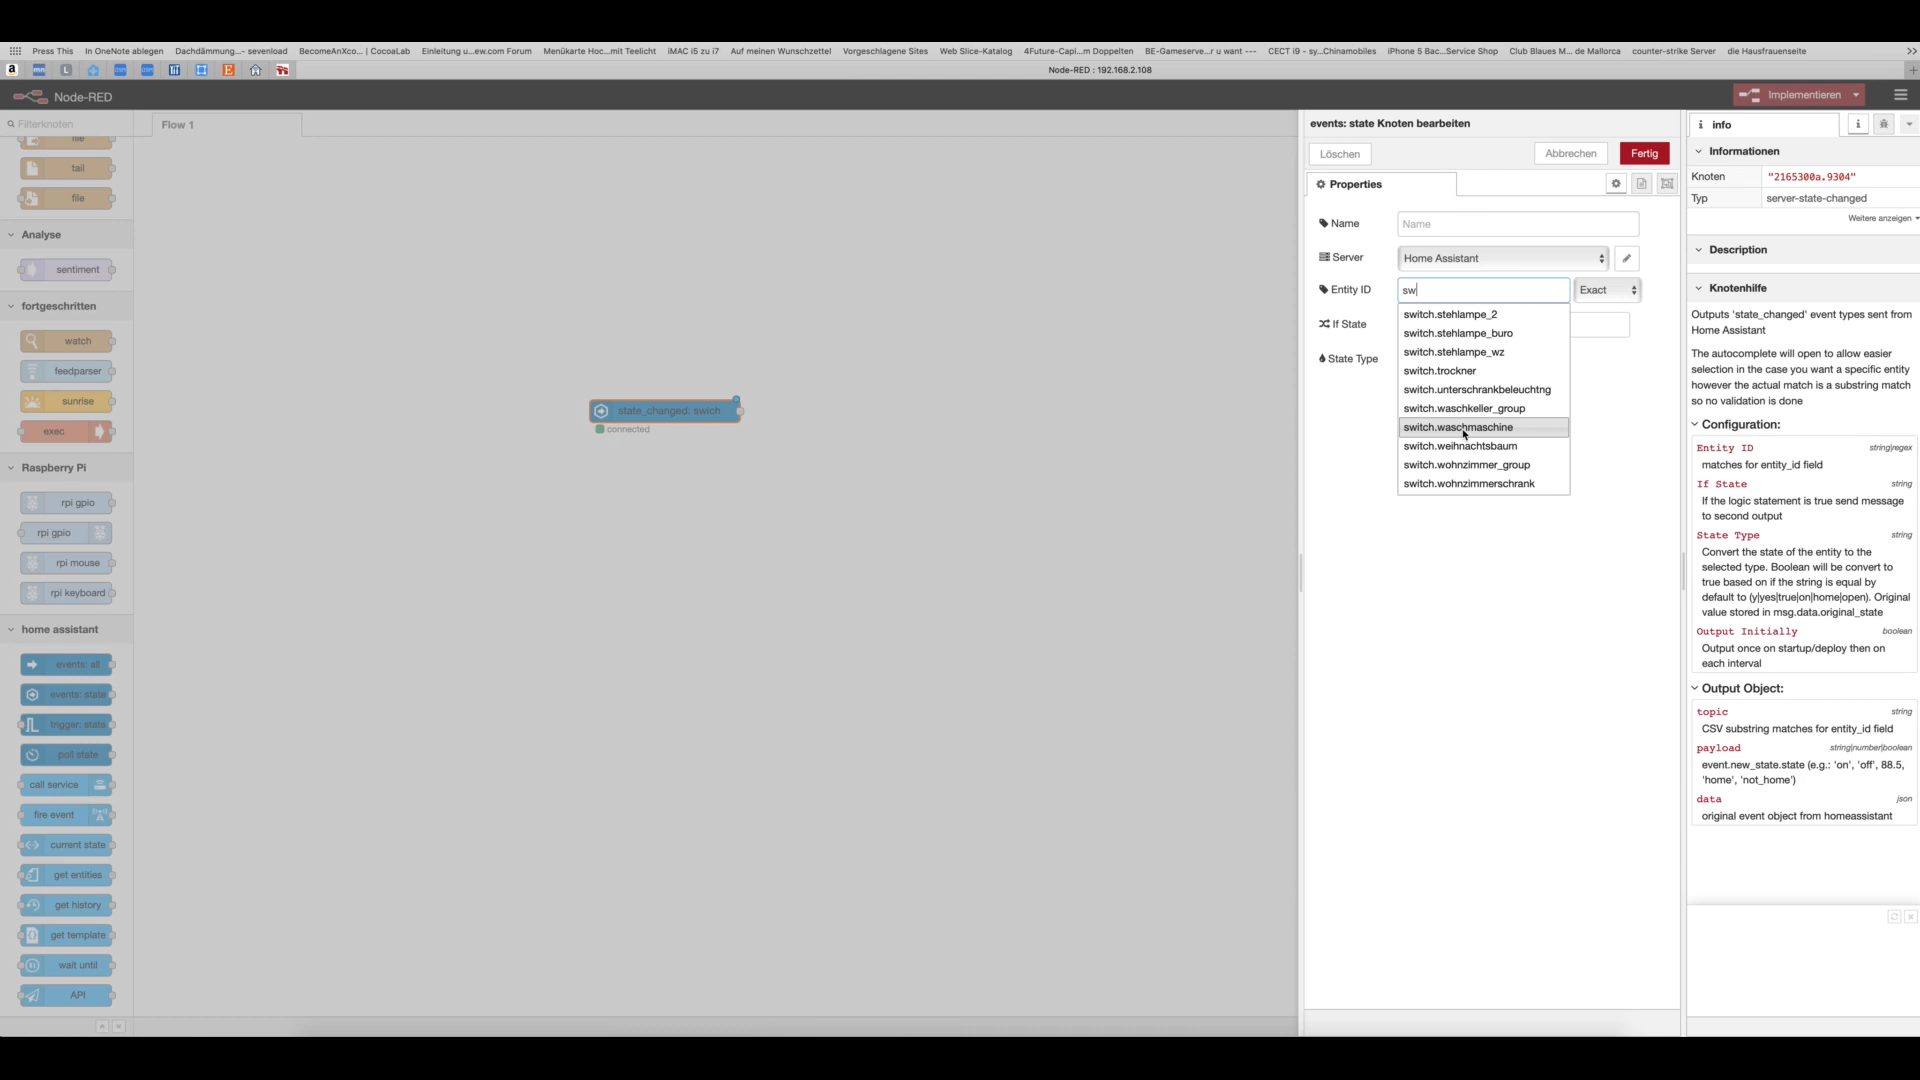 Press This In OneNote ablegen Dachdämmung...- sevenload BecomeAnXco... | CocoaLab Einleitung u...ew.com Forum Menükarte Hoc...mit Teelicht iMAC i5 zu i7 Auf meinen Wunschzettel Vorgeschlagene Sites Web Slice-Katalog 4Future-Capi...m Doppelten BE-Gameserve...r u want --- CECT i9 - sy...Chinamobiles iPhone 5 Bac...Service Shop Club Blaues M... de Mallorca counter-strike Server die Hausfrauenseite >>
Node-RED : 192.168.2.108
Node-RED
Implementieren
Filterknoten
Flow 1
file
tail
file
Analyse
sentiment
fortgeschritten
watch
feedparser
sunrise
exec
Raspberry Pi
rpi gpio
rpi gpio
rpi mouse
rpi keyboard
home assistant
events: all
events: state
trigger: state
poll state
call service
fire event
current state
get entities
get history
get template
wait until
API
state_changed: swich
connected
events: state Knoten bearbeiten
Löschen
Abbrechen
Fertig
Properties
Name
Name
Server
Home Assistant
Entity ID
sw
Exact
If State
State Type
switch.stehlampe_2
switch.stehlampe_buro
switch.stehlampe_wz
switch.trockner
switch.unterschrankbeleuchtng
switch.waschkeller_group
switch.waschmaschine
switch.weihnachtsbaum
switch.wohnzimmer_group
switch.wohnzimmerschrank
info
Informationen
Knoten "2165300a.9304"
Typ server-state-changed
Weitere anzeigen
Description
Knotenhilfe
Outputs 'state_changed' event types sent from
Home Assistant
The autocomplete will open to allow easier
selection in the case you want a specific entity
however the actual match is a substring match
so no validation is done
Configuration:
Entity ID string|regex
matches for entity_id field
If State string
If the logic statement is true send message
to second output
State Type string
Convert the state of the entity to the
selected type. Boolean will be convert to
true based on if the string is equal by
default to (y|yes|true|on|home|open). Original
value stored in msg.data.original_state
Output Initially boolean
Output once on startup/deploy then on
each interval
Output Object:
topic string
CSV substring matches for entity_id field
payload string|number|boolean
event.new_state.state (e.g.: 'on', 'off', 88.5,
'home', 'not_home')
data json
original event object from homeassistant